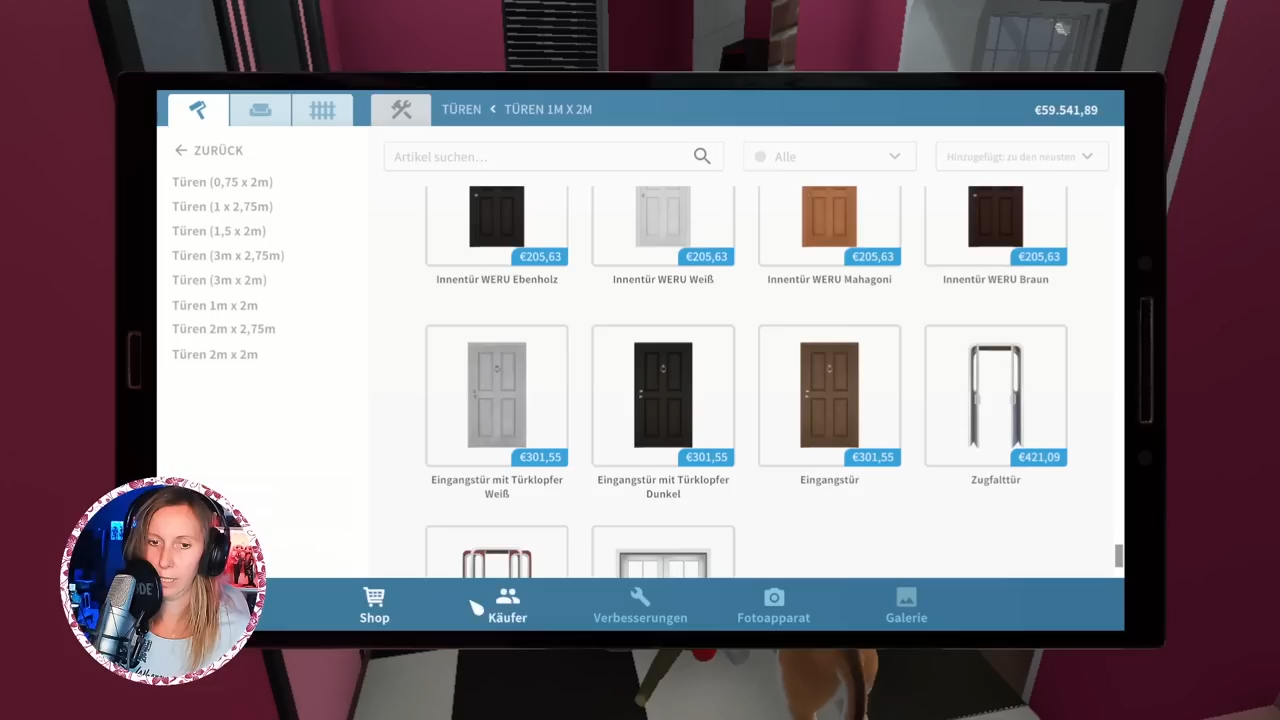 TÜREN < TÜREN 1M X 2M
€59.541,89
ZURÜCK
Türen (0,75 x 2m)
Türen (1 x 2,75m)
Türen (1,5 x 2m)
Türen (3m x 2,75m)
Türen (3m x 2m)
Türen 1m x 2m
Türen 2m x 2,75m
Türen 2m x 2m
Artikel suchen...
Alle
Hinzugefügt: zu den neusten
€205,63
€205,63
€205,63
€205,63
Innentür WERU Ebenholz
Innentür WERU Weiß
Innentür WERU Mahagoni
Innentür WERU Braun
€301,55
€301,55
€301,55
€421,09
Eingangstür mit Türklopfer
Weiß
Eingangstür mit Türklopfer
Dunkel
Eingangstür
Zugfalttür
Shop
Käufer
Verbesserungen
Fotoapparat
Galerie